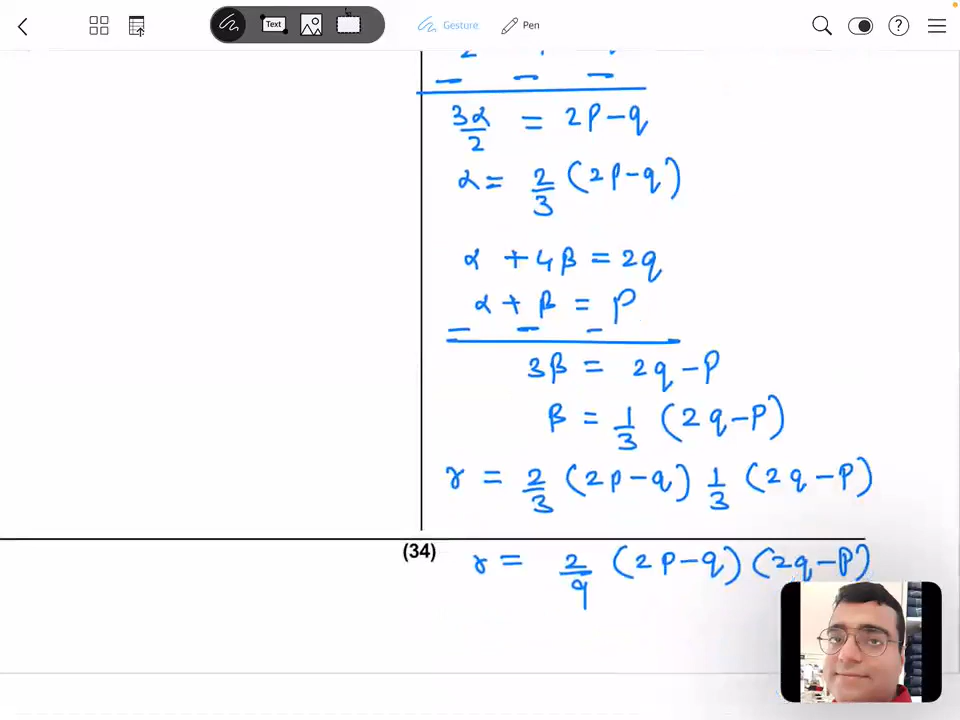 Text Gesture Pen ?
3α/2 = 2P-q
α = 2/3 (2P-q)
α + 4β = 2q
α + β = P
3β = 2q-P
β = 1/3 (2q-P)
r = 2/3 (2P-q) 1/3 (2q-P)
(34) r = 2/9 (2P-q) (2q-P)